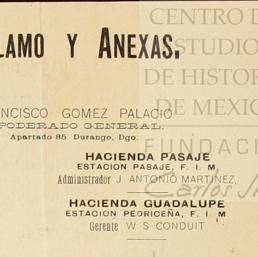 LAMO Y ANEXAS.
NCISCO GOMEZ PALACIO
PODERADO GENERAL.
Apartado 85 Durango, Dgo.
HACIENDA PASAJE
ESTACION PASAJE, F. I. M.
Administrador J ANTONIO MARTINEZ,
HACIENDA GUADALUPE
ESTACION PEDRICEÑA, F. I. M
Gerente W S CONDUIT
CENTRO D
ESTUDIO
DE HISTOR
DE MEXIC
FUNDACI
Carlos